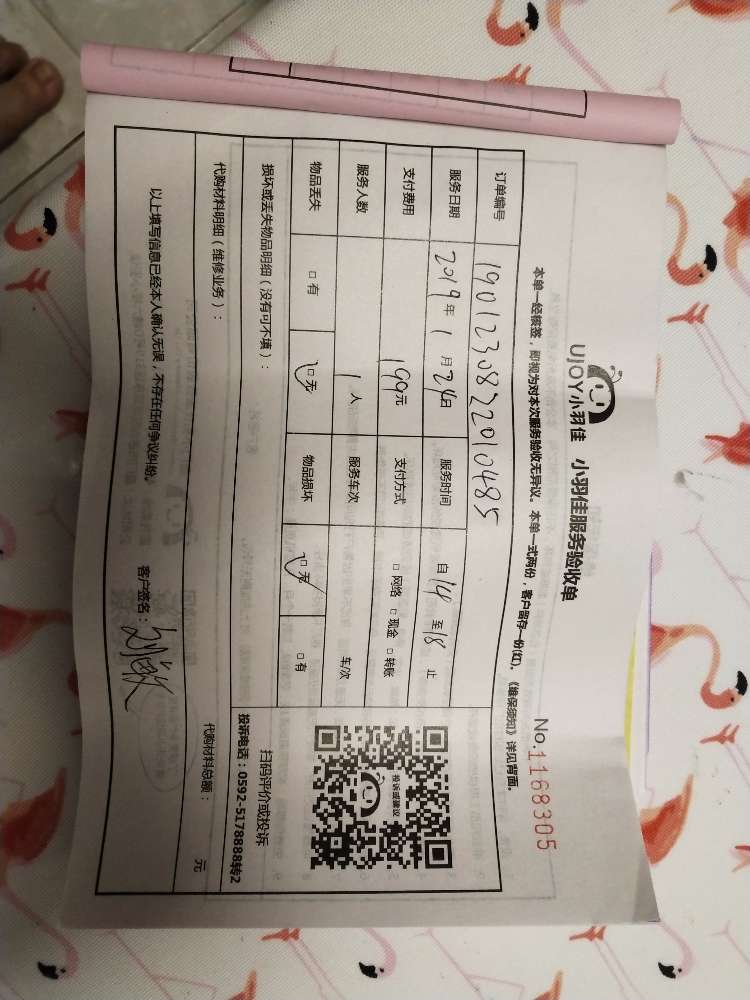 UJOY小羽佳 小羽佳服务验收单 No.1168305
本单一经核签,即视为对本次服务验收无异议。本单一式两份,客户留存一份(红),《维保须知》详见背面。
订单编号 1901230832010485
服务日期 2019年1月24日 服务时间 自14至18止
支付费用 199元 支付方式 □网络 □现金 □转账
服务人数 1人 服务车次 车/次
物品丢失 □有 □无 物品损坏 □无 □有
投诉或建议
扫码评价或投诉
投诉电话:0592-5178888转2
损坏或丢失物品明细(没有可不填):
代购材料明细(维修业务): 代购材料总额: 元
以上填写信息已经本人确认无误,不存在任何争议纠纷。 客户签名: